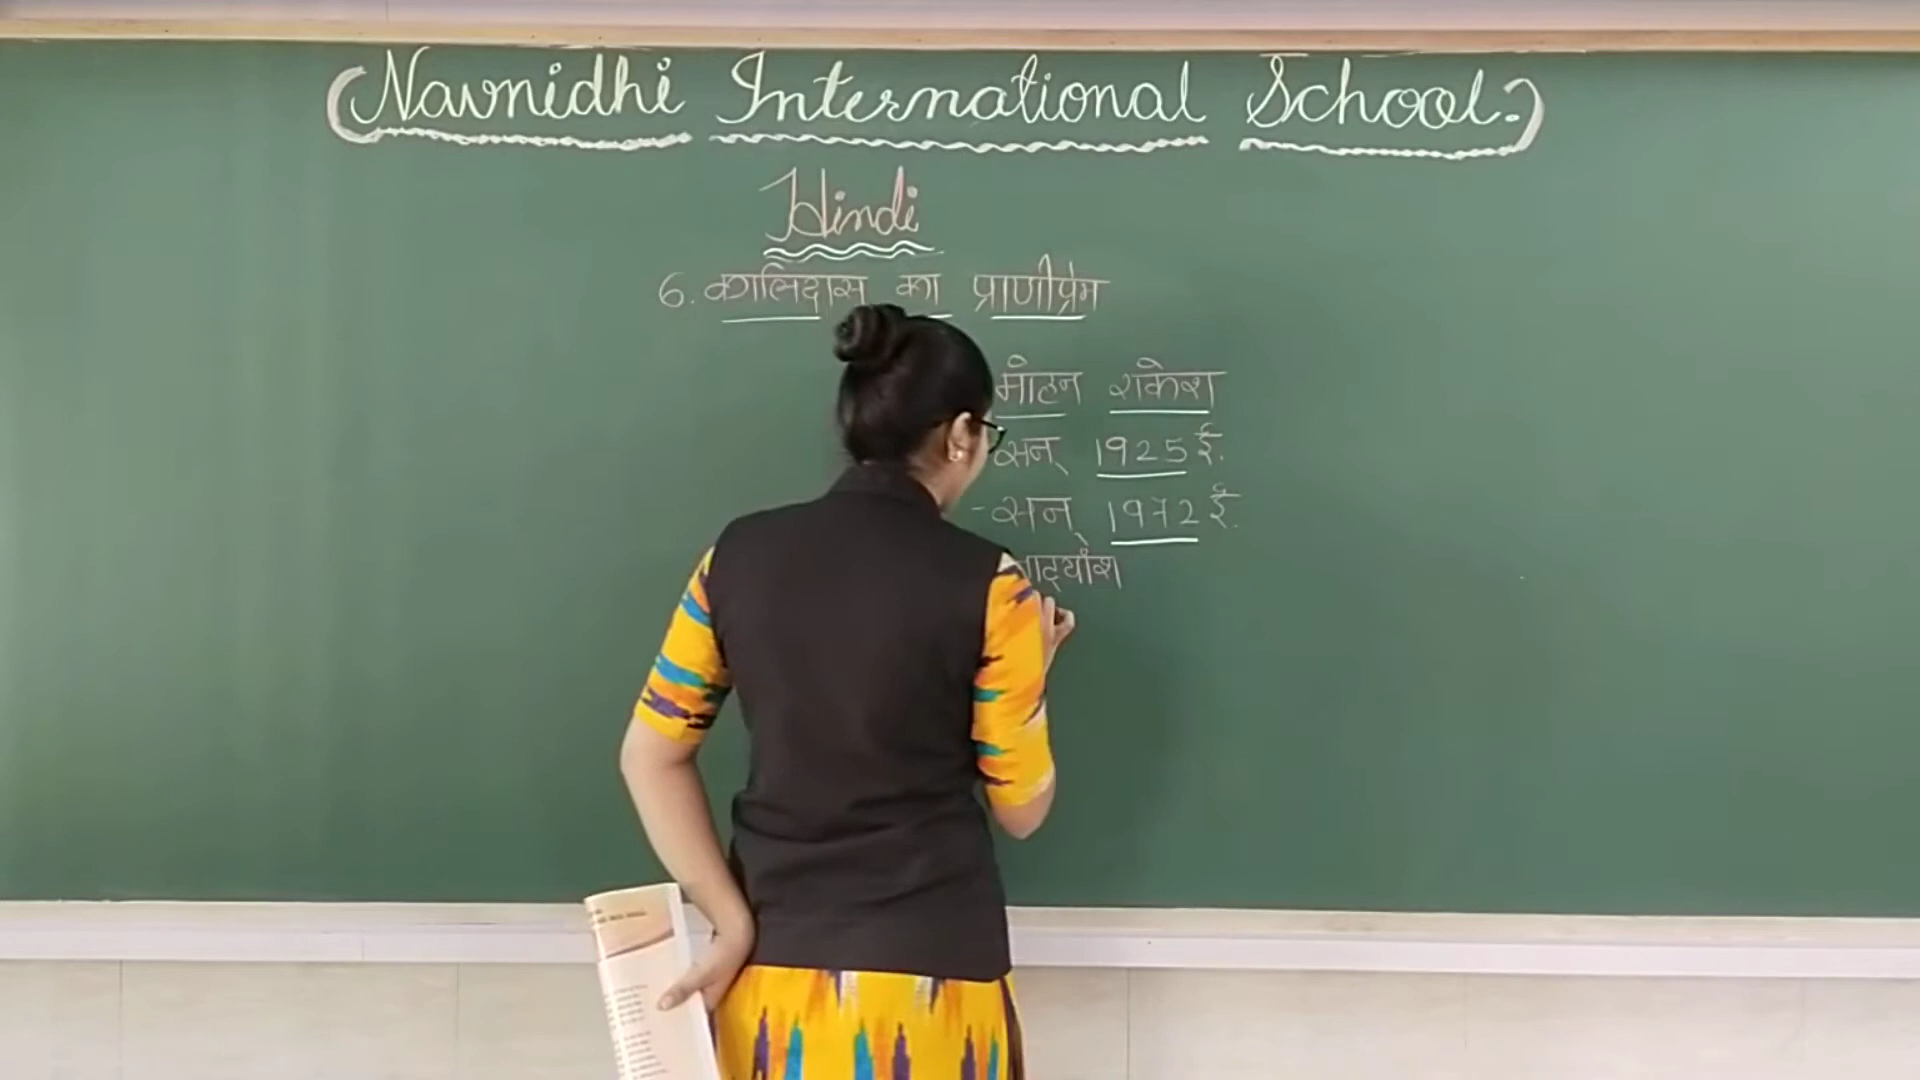 (Navnidhi International School.)
Hindi
6. कालिदास का प्राणीप्रेम
मोहन राकेश
सन् 1925 ई.
- सन् 1972 ई.
नाट्यांश